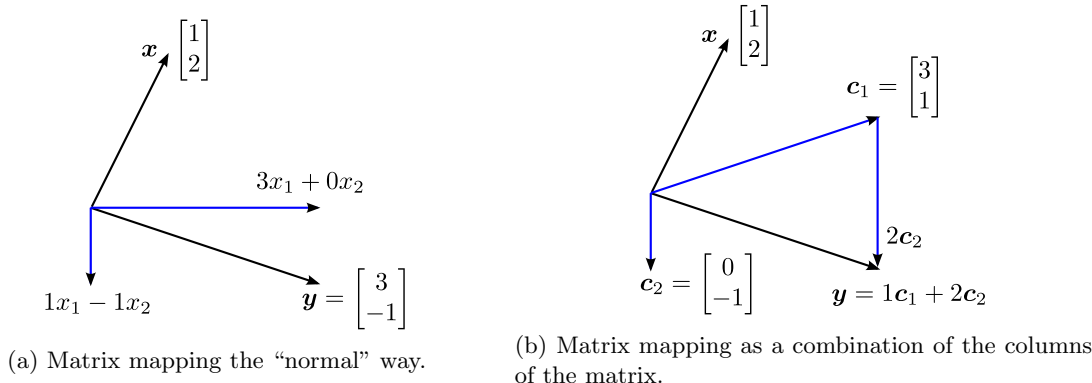 x [1 2]
3x₁ + 0x₂
1x₁ − 1x₂
y = [3 −1]
(a) Matrix mapping the “normal” way.
x [1 2]
c₁ = [3 1]
2c₂
c₂ = [0 −1]
y = 1c₁ + 2c₂
(b) Matrix mapping as a combination of the columns
of the matrix.